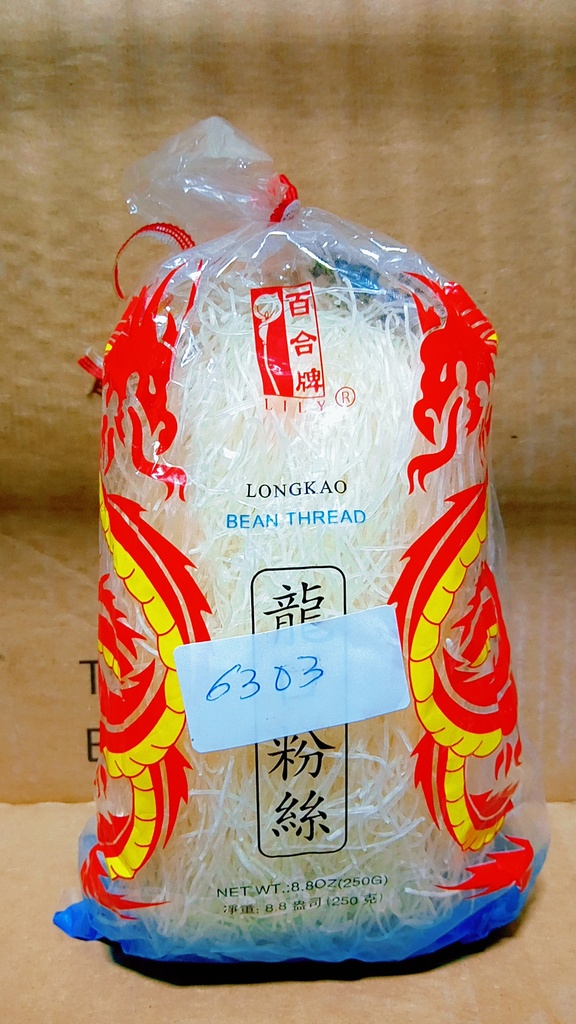 百合牌
LILY®
LONGKAO
BEAN THREAD
龍
6303
粉絲
NET WT.:8.8OZ(250G)
淨重: 8.8 盎司(250 克)